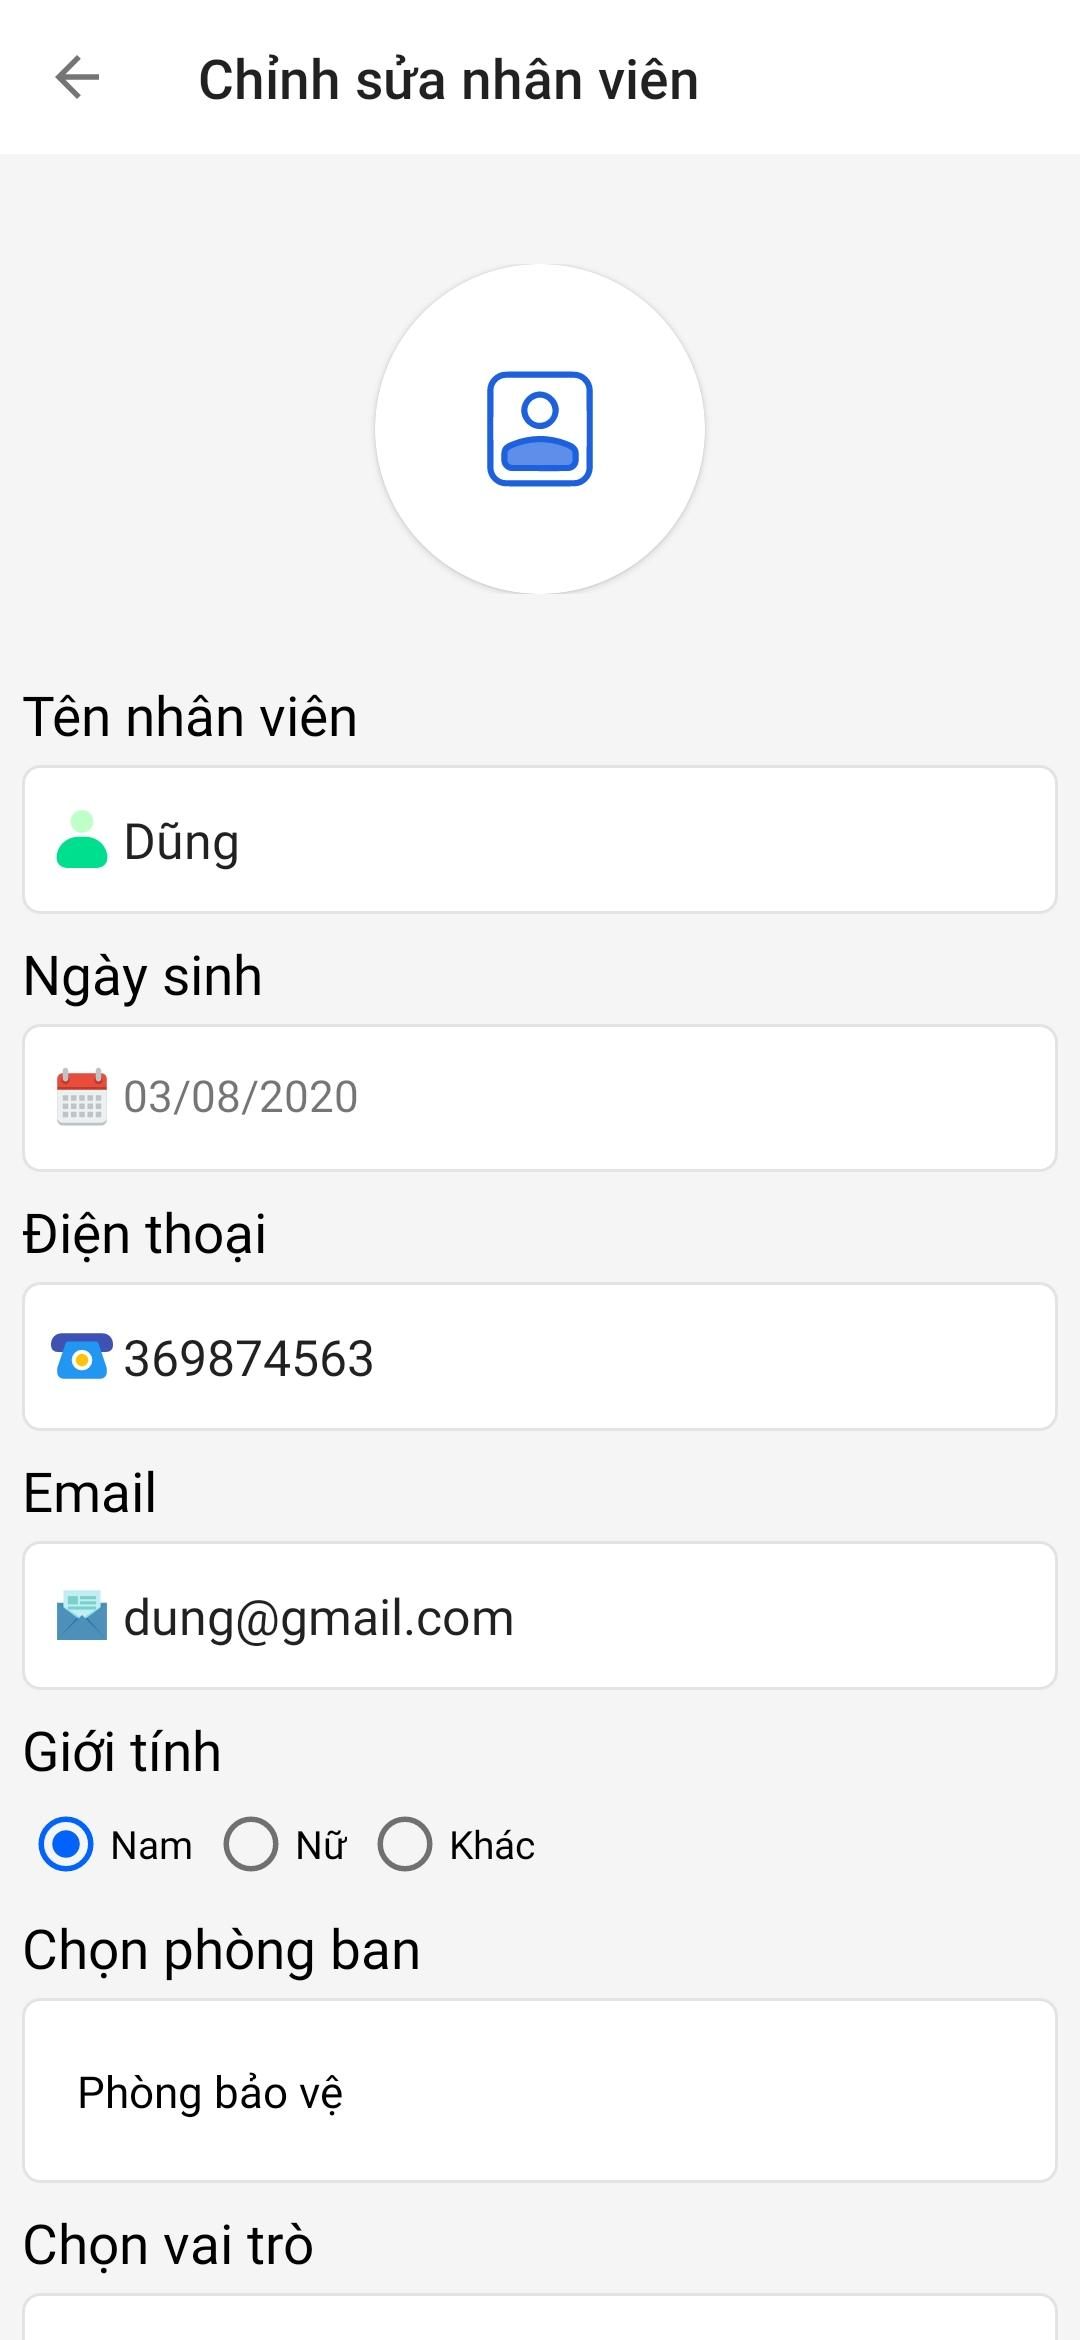 Chỉnh sửa nhân viên
Tên nhân viên
Dũng
Ngày sinh
03/08/2020
Điện thoại
369874563
Email
dung@gmail.com
Giới tính
Nam Nữ Khác
Chọn phòng ban
Phòng bảo vệ
Chọn vai trò